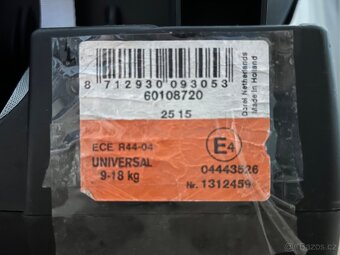 8 712930 093053
60108720
25 15
Dorel Netherlands
Made in Holland
ECE R44-04
UNIVERSAL
9-18 kg
E4
04443526
Nr. 1312459